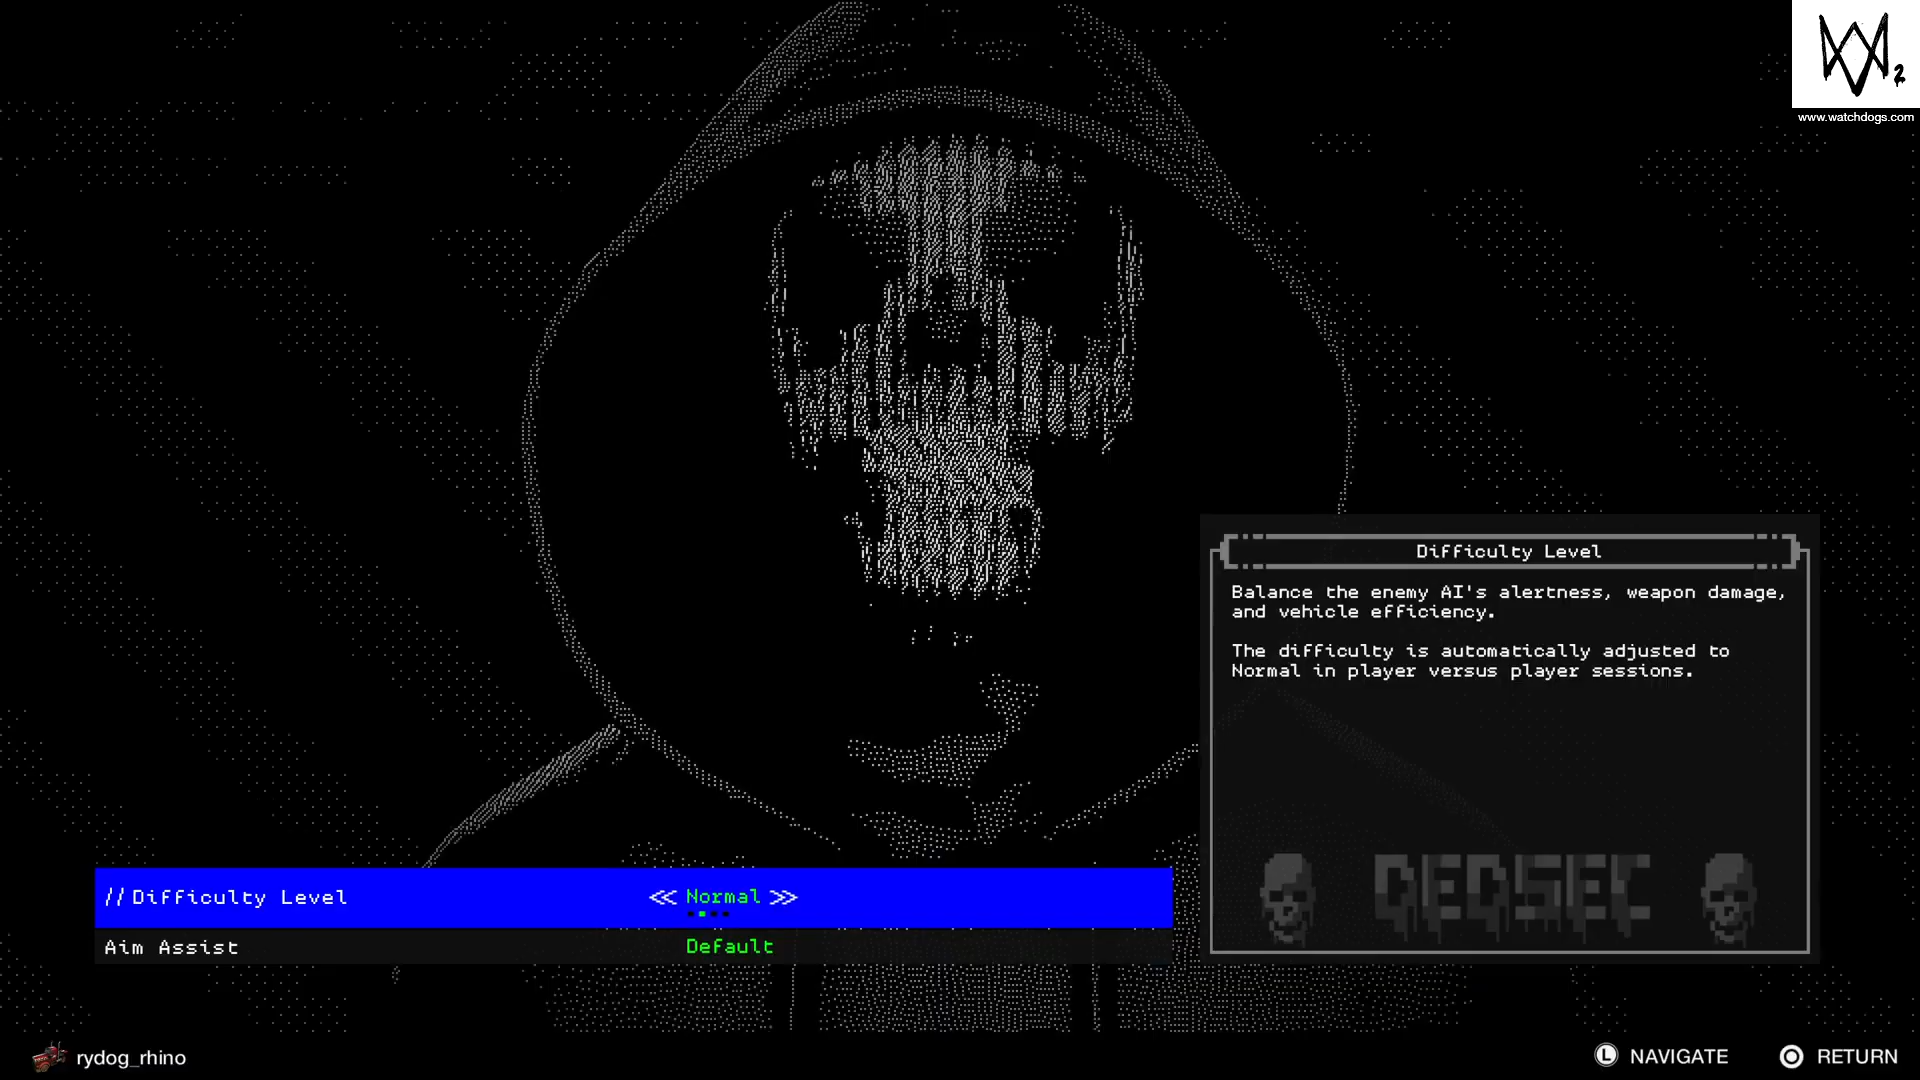 2
www.watchdogs.com
Difficulty Level
Balance the enemy AI's alertness, weapon damage,
and vehicle efficiency.
The difficulty is automatically adjusted to
Normal in player versus player sessions.
DEDSEC
//Difficulty Level << Normal >>
Aim Assist Default
rydog_rhino
L NAVIGATE RETURN